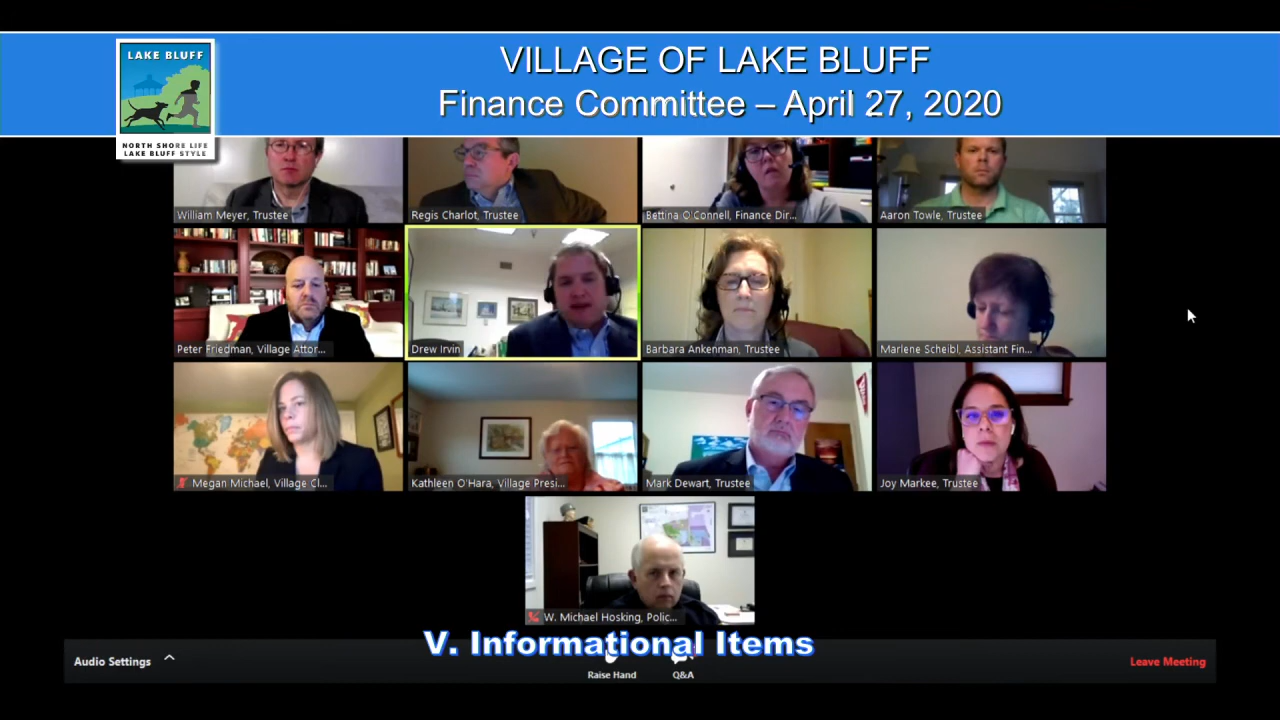 LAKE BLUFF
NORTH SHORE LIFE
LAKE BLUFF STYLE
VILLAGE OF LAKE BLUFF
Finance Committee – April 27, 2020
William Meyer, Trustee
Regis Charlot, Trustee
Bettina O'Connell, Finance Dir...
Aaron Towle, Trustee
Peter Friedman, Village Attor...
Drew Irvin
Barbara Ankenman, Trustee
Marlene Scheibl, Assistant Fin...
Megan Michael, Village Cl...
Kathleen O'Hara, Village Presi...
Mark Dewart, Trustee
Joy Markee, Trustee
W. Michael Hosking, Polic...
V. Informational Items
Audio Settings
Raise Hand
Q&A
Leave Meeting